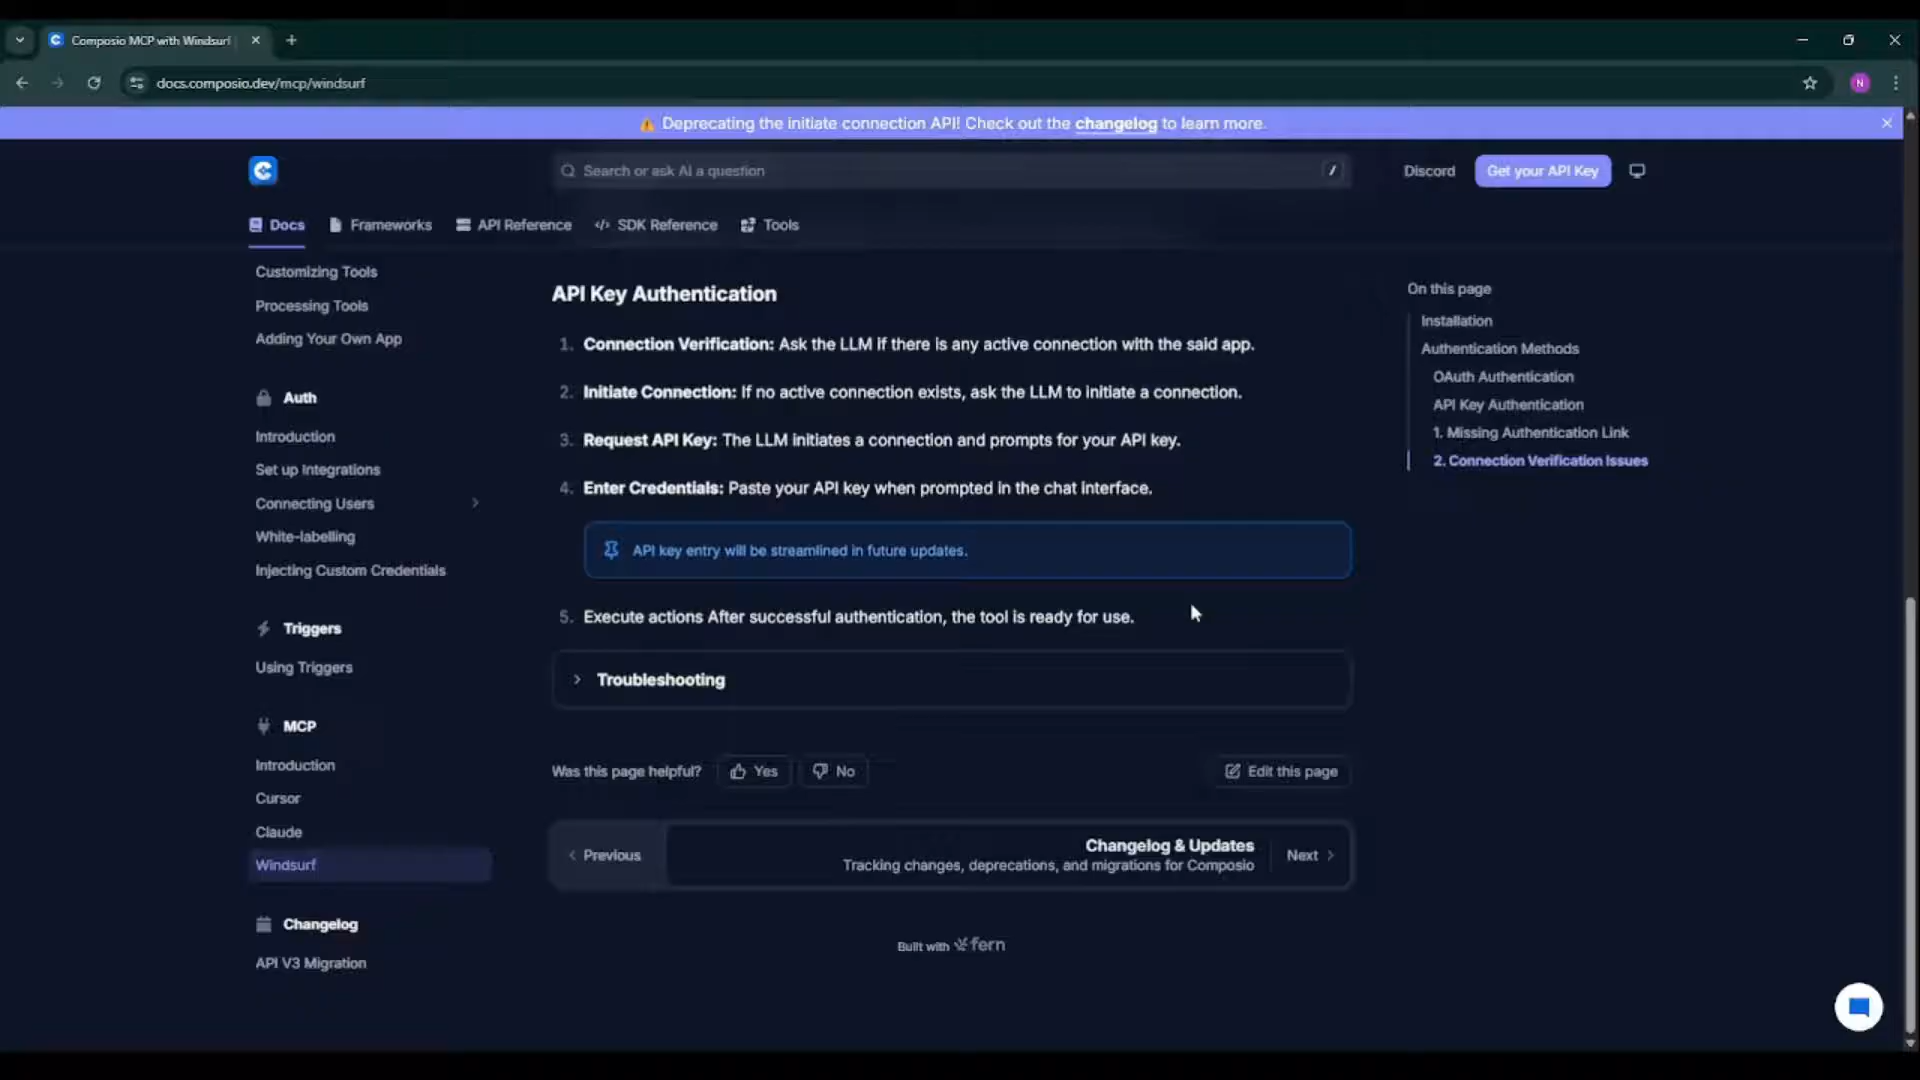 Composio MCP with Windsurf
docs.composio.dev/mcp/windsurf
N
Deprecating the initiate connection API! Check out the changelog to learn more.
Search or ask AI a question
/
Discord
Get your API Key
Docs
Frameworks
API Reference
SDK Reference
Tools
Customizing Tools
Processing Tools
Adding Your Own App
Auth
Introduction
Set up Integrations
Connecting Users
White-labelling
Injecting Custom Credentials
Triggers
Using Triggers
MCP
Introduction
Cursor
Claude
Windsurf
Changelog
API V3 Migration
API Key Authentication
1. Connection Verification: Ask the LLM if there is any active connection with the said app.
2. Initiate Connection: If no active connection exists, ask the LLM to initiate a connection.
3. Request API Key: The LLM initiates a connection and prompts for your API key.
4. Enter Credentials: Paste your API key when prompted in the chat interface.
API key entry will be streamlined in future updates.
5. Execute actions After successful authentication, the tool is ready for use.
Troubleshooting
Was this page helpful?
Yes
No
Edit this page
Previous
Changelog & Updates
Tracking changes, deprecations, and migrations for Composio
Next
Built with fern
On this page
Installation
Authentication Methods
OAuth Authentication
API Key Authentication
1. Missing Authentication Link
2. Connection Verification Issues